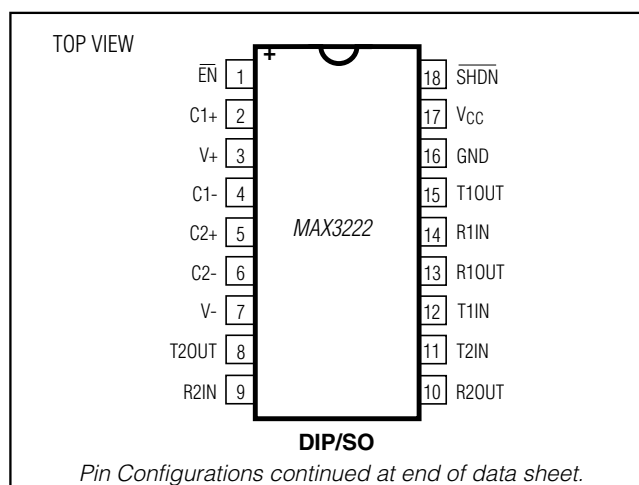 TOP VIEW
+
E̅N̅ 1
C1+ 2
V+ 3
C1- 4
C2+ 5
C2- 6
V- 7
T2OUT 8
R2IN 9
MAX3222
18 S̅H̅D̅N̅
17 VCC
16 GND
15 T1OUT
14 R1IN
13 R1OUT
12 T1IN
11 T2IN
10 R2OUT
DIP/SO
Pin Configurations continued at end of data sheet.